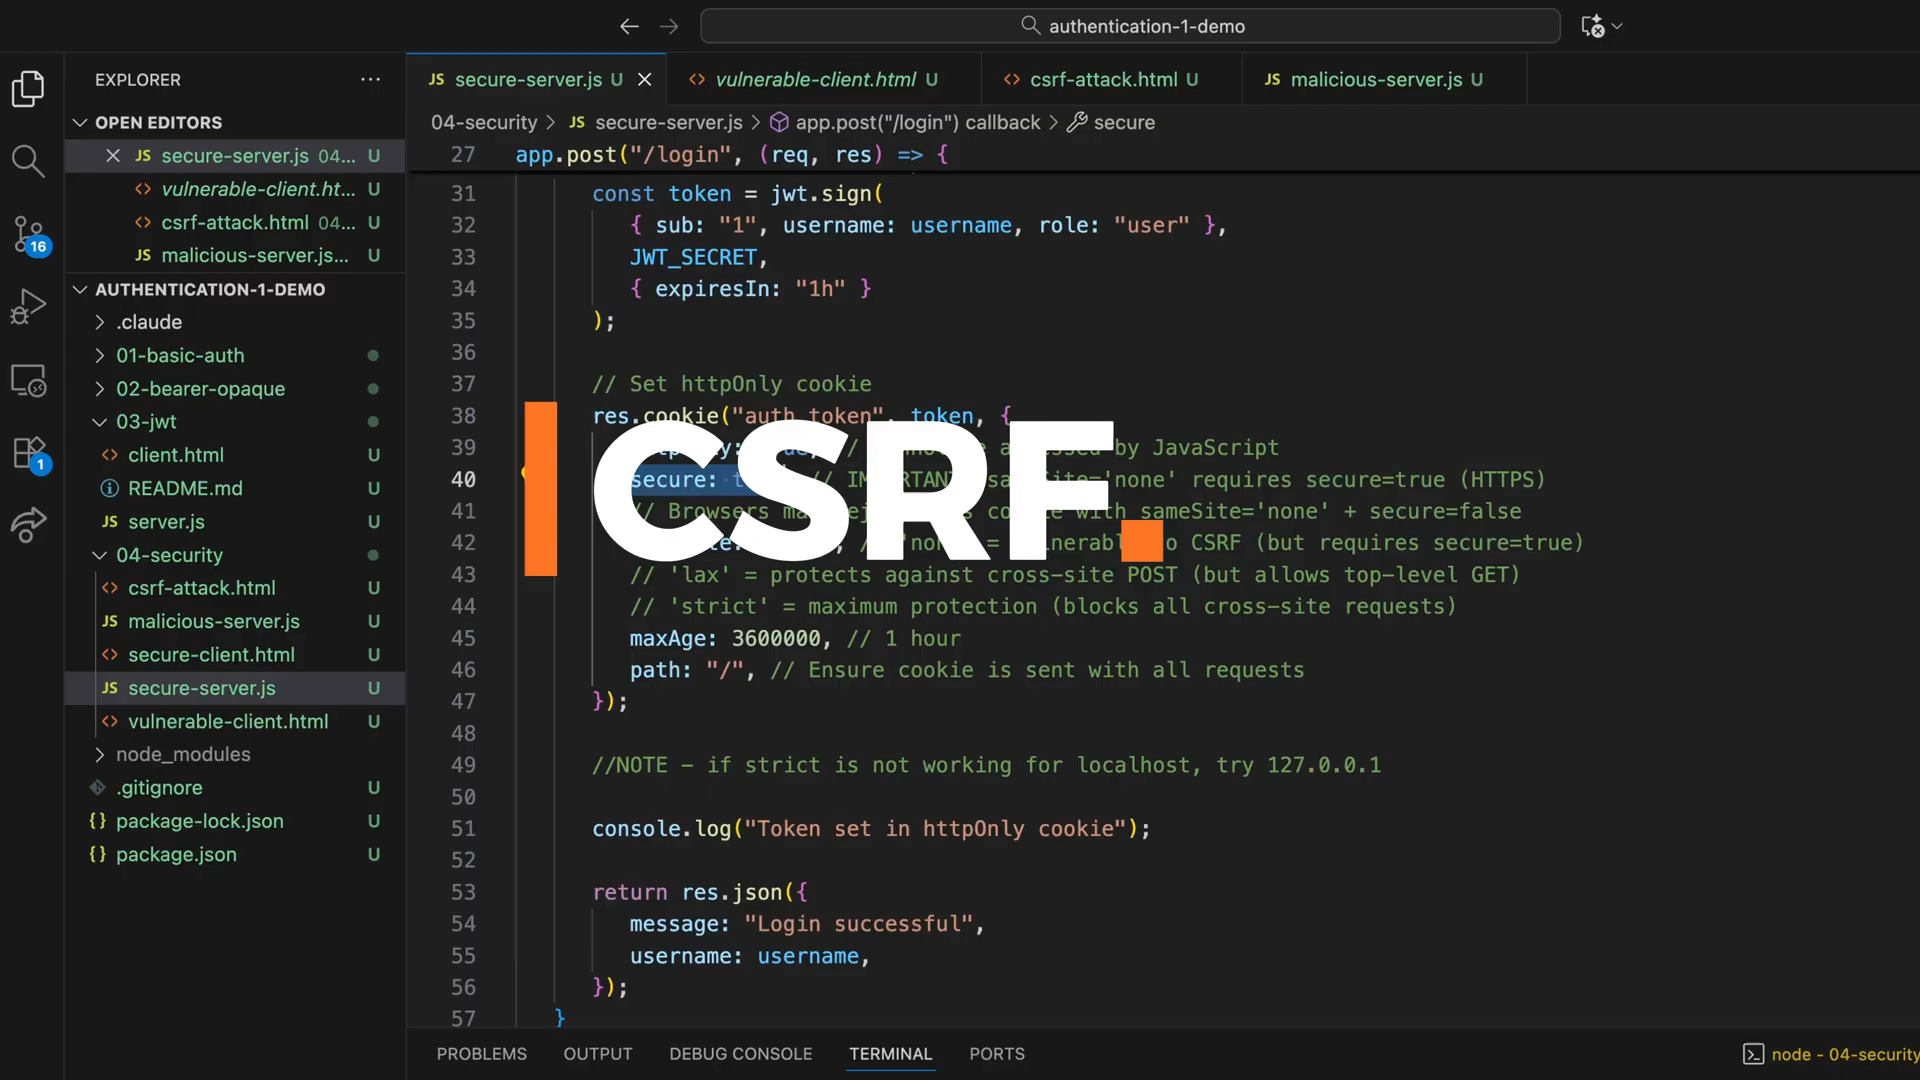 authentication-1-demo
EXPLORER
OPEN EDITORS
JS secure-server.js 04... U
vulnerable-client.ht... U
csrf-attack.html 04... U
JS malicious-server.js... U
AUTHENTICATION-1-DEMO
.claude
01-basic-auth
02-bearer-opaque
03-jwt
client.html U
README.md U
JS server.js U
04-security
csrf-attack.html U
JS malicious-server.js U
secure-client.html U
JS secure-server.js U
vulnerable-client.html U
node_modules
.gitignore U
{} package-lock.json U
{} package.json U
16
1
JS secure-server.js U
vulnerable-client.html U
csrf-attack.html U
JS malicious-server.js U
04-security > JS secure-server.js > app.post("/login") callback > secure
27 app.post("/login", (req, res) => {
31 const token = jwt.sign(
32 { sub: "1", username: username, role: "user" },
33 JWT_SECRET,
34 { expiresIn: "1h" }
35 );
36
37 // Set httpOnly cookie
38 res.cookie("auth_token", token, {
39 by JavaScript
40 secure: // 'none' requires secure=true (HTTPS)
41 // Browsers with sameSite='none' + secure=false
42 CSRF (but requires secure=true)
43 // 'lax' = protects against cross-site POST (but allows top-level GET)
44 // 'strict' = maximum protection (blocks all cross-site requests)
45 maxAge: 3600000, // 1 hour
46 path: "/", // Ensure cookie is sent with all requests
47 });
48
49 //NOTE – if strict is not working for localhost, try 127.0.0.1
50
51 console.log("Token set in httpOnly cookie");
52
53 return res.json({
54 message: "Login successful",
55 username: username,
56 });
57 }
CSRF.
PROBLEMS OUTPUT DEBUG CONSOLE TERMINAL PORTS
node - 04-security